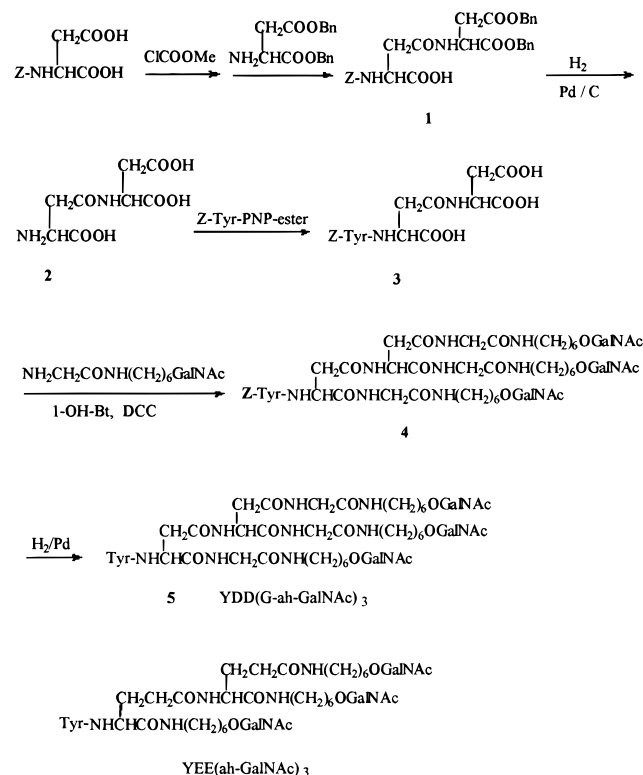 CH₂COOH
Z-NHCHCOOH
ClCOOMe
CH₂COOBn
NH₂CHCOOBn
CH₂COOBn
CH₂CONHCHCOOBn
Z-NHCHCOOH
1
H₂
Pd / C
CH₂COOH
CH₂CONHCHCOOH
NH₂CHCOOH
2
Z-Tyr-PNP-ester
CH₂COOH
CH₂CONHCHCOOH
Z-Tyr-NHCHCOOH
3
NH₂CH₂CONH(CH₂)₆GalNAc
1-OH-Bt, DCC
CH₂CONHCH₂CONH(CH₂)₆OGalNAc
CH₂CONHCHCONHCH₂CONH(CH₂)₆OGalNAc
Z-Tyr-NHCHCONHCH₂CONH(CH₂)₆OGalNAc
4
H₂/Pd
CH₂CONHCH₂CONH(CH₂)₆OGalNAc
CH₂CONHCHCONHCH₂CONH(CH₂)₆OGalNAc
Tyr-NHCHCONHCH₂CONH(CH₂)₆OGalNAc
5 YDD(G-ah-GalNAc)₃
CH₂CH₂CONH(CH₂)₆OGalNAc
CH₂CH₂CONHCHCONH(CH₂)₆OGalNAc
Tyr-NHCHCONH(CH₂)₆OGalNAc
YEE(ah-GalNAc)₃